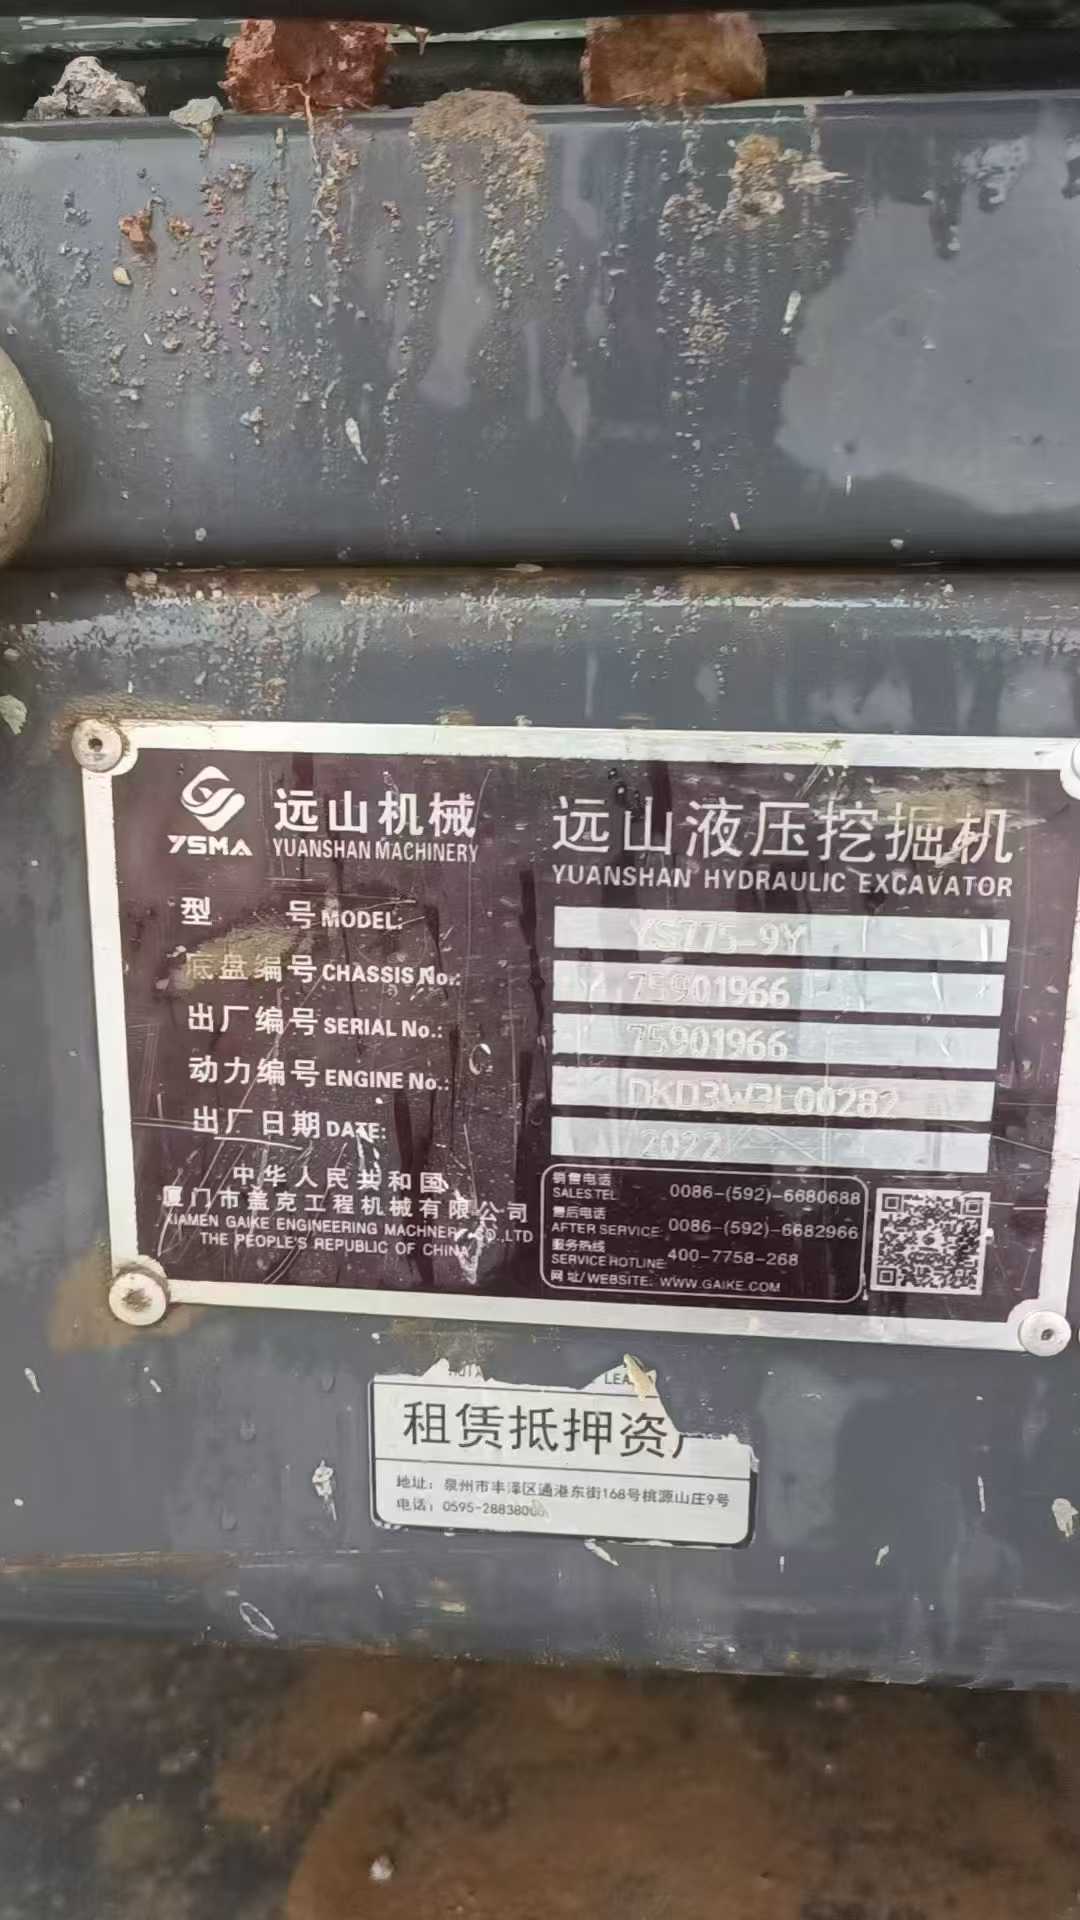 YSMA
远山机械
YUANSHAN MACHINERY
远山液压挖掘机
YUANSHAN HYDRAULIC EXCAVATOR
型 号 MODEL: YS775-9Y
底盘编号 CHASSIS No.: 75901966
出厂编号 SERIAL No.: 75901966
动力编号 ENGINE No.: DKD3W3L00282
出厂日期 DATE: 2022
中华人民共和国
厦门市盖克工程机械有限公司
XIAMEN GAIKE ENGINEERING MACHINERY CO.,LTD
THE PEOPLE'S REPUBLIC OF CHINA
销售电话
SALES TEL 0086-(592)-6680688
售后电话
AFTER SERVICE: 0086-(592)-6682966
服务热线
SERVICE HOTLINE: 400-7758-268
网址/WEBSITE: WWW.GAIKE.COM
租赁抵押资
地址：泉州市丰泽区通港东街168号桃源山庄9号
电话：0595-28838000